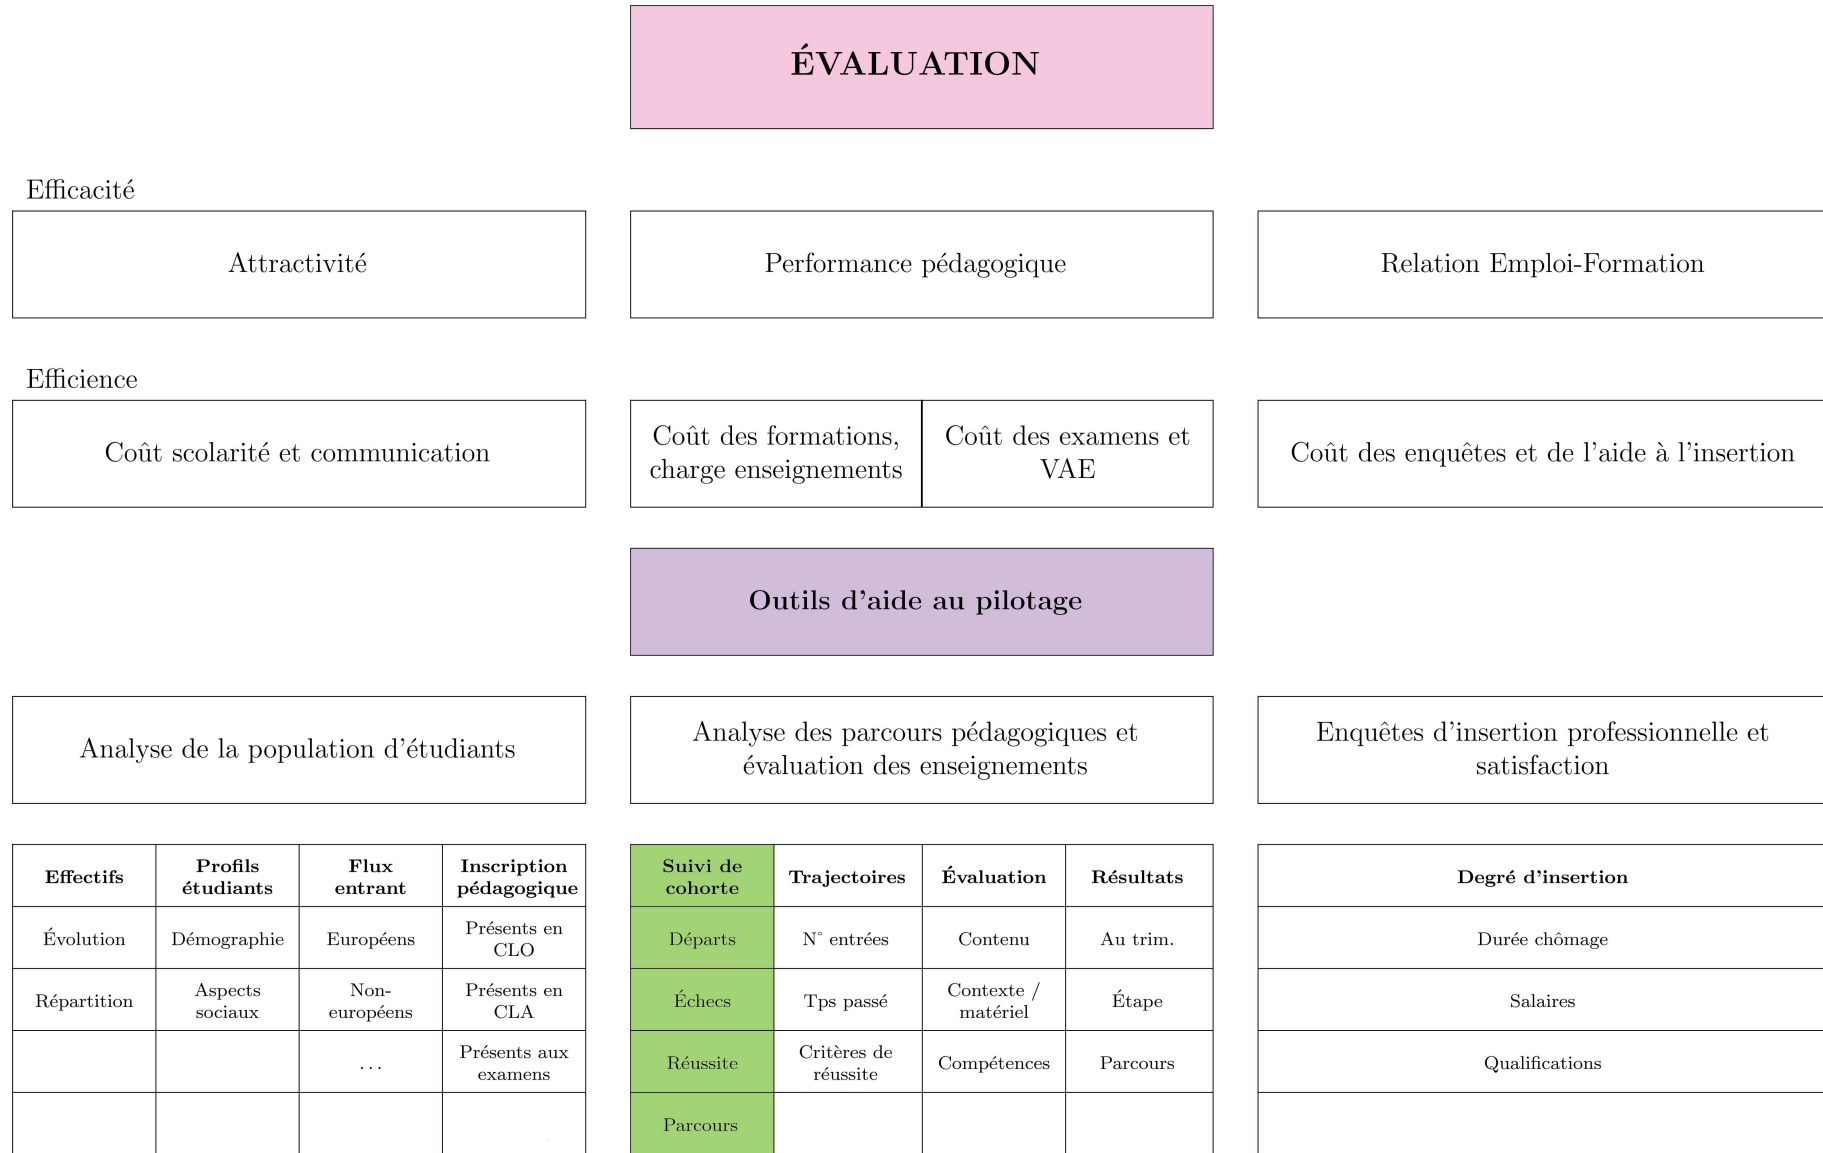 ÉVALUATION
Efficacité
Attractivité
Performance pédagogique
Relation Emploi-Formation
Efficience
Coût scolarité et communication
Coût des formations,
charge enseignements
Coût des examens et
VAE
Coût des enquêtes et de l'aide à l'insertion
Outils d'aide au pilotage
Analyse de la population d'étudiants
Analyse des parcours pédagogiques et
évaluation des enseignements
Enquêtes d'insertion professionnelle et
satisfaction
Effectifs
Profils
étudiants
Flux
entrant
Inscription
pédagogique
Évolution
Démographie
Européens
Présents en
CLO
Répartition
Aspects
sociaux
Non-
européens
Présents en
CLA
...
Présents aux
examens
Suivi de
cohorte
Trajectoires
Évaluation
Résultats
Départs
N° entrées
Contenu
Au trim.
Échecs
Tps passé
Contexte /
matériel
Étape
Réussite
Critères de
réussite
Compétences
Parcours
Parcours
Degré d'insertion
Durée chômage
Salaires
Qualifications